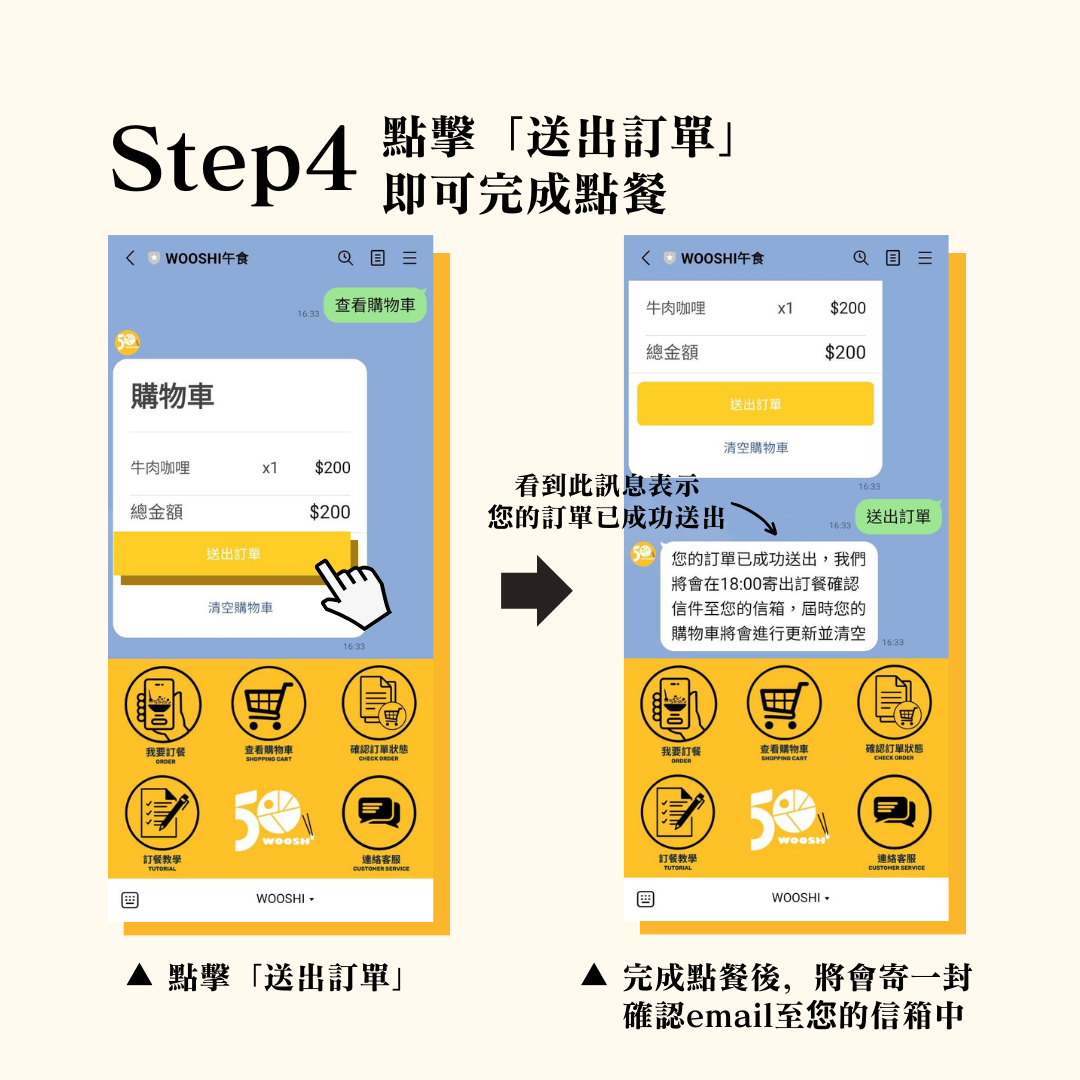 Step4
點擊「送出訂單」
即可完成點餐
WOOSHI午食
查看購物車
16:33
購物車
牛肉咖哩 x1 $200
總金額 $200
送出訂單
清空購物車
16:33
我要訂餐
ORDER
查看購物車
SHOPPING CART
確認訂單狀態
CHECK ORDER
訂餐教學
TUTORIAL
WOOSHI
連絡客服
CUSTOMER SERVICE
WOOSHI
▲ 點擊「送出訂單」
看到此訊息表示
您的訂單已成功送出
WOOSHI午食
牛肉咖哩 x1 $200
總金額 $200
送出訂單
清空購物車
16:33
送出訂單
16:33
您的訂單已成功送出，我們
將會在18:00寄出訂餐確認
信件至您的信箱，屆時您的
購物車將會進行更新並清空
16:33
我要訂餐
ORDER
查看購物車
SHOPPING CART
確認訂單狀態
CHECK ORDER
訂餐教學
TUTORIAL
WOOSHI
連絡客服
CUSTOMER SERVICE
WOOSHI
▲ 完成點餐後，將會寄一封
確認email至您的信箱中